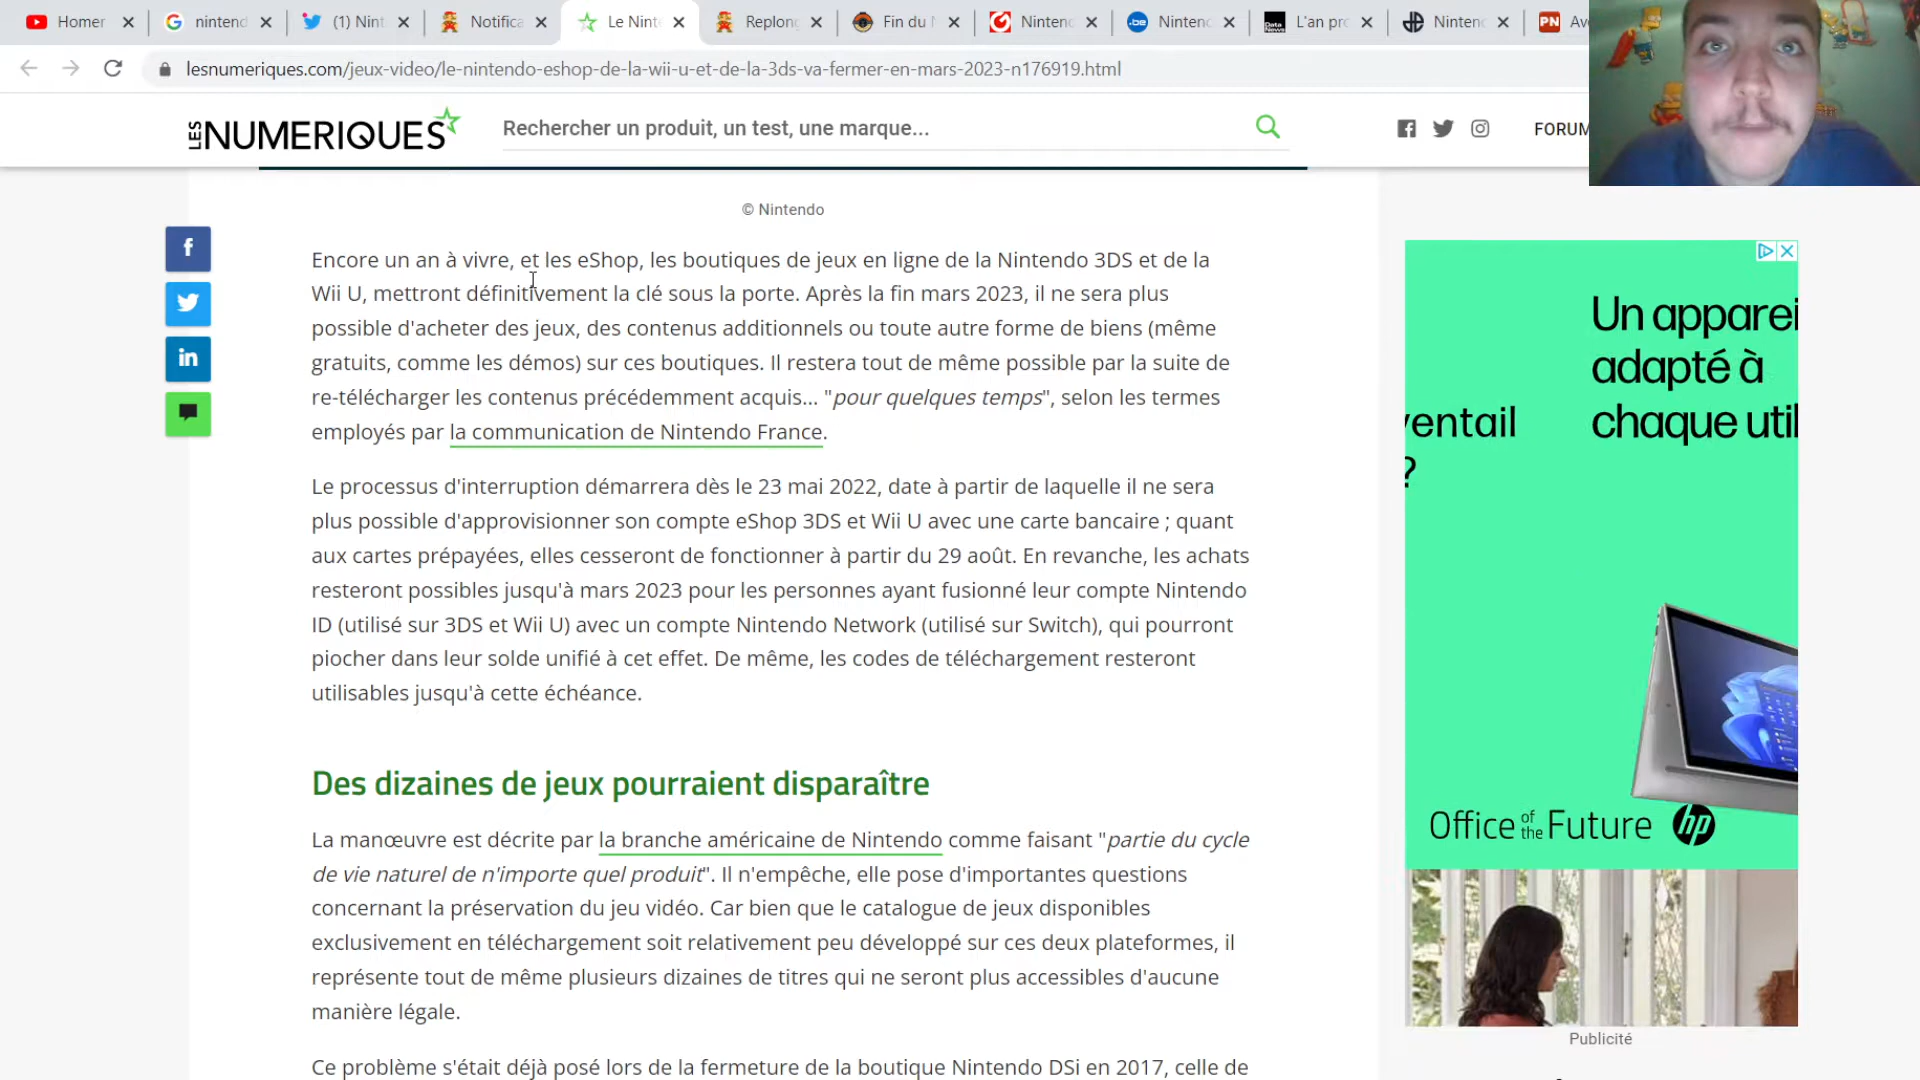 Homer
nintend
(1) Nint
Notifica
Le Ninte
Replong
Fin du N
Nintend
.be
Nintend
Data News
L'an pro
Nintend
PN
Av
lesnumeriques.com/jeux-video/le-nintendo-eshop-de-la-wii-u-et-de-la-3ds-va-fermer-en-mars-2023-n176919.html
LES NUMERIQUES
Rechercher un produit, un test, une marque...
FORUM
© Nintendo
Encore un an à vivre, et les eShop, les boutiques de jeux en ligne de la Nintendo 3DS et de la
Wii U, mettront définitivement la clé sous la porte. Après la fin mars 2023, il ne sera plus
possible d'acheter des jeux, des contenus additionnels ou toute autre forme de biens (même
gratuits, comme les démos) sur ces boutiques. Il restera tout de même possible par la suite de
re-télécharger les contenus précédemment acquis... "pour quelques temps", selon les termes
employés par la communication de Nintendo France.
Le processus d'interruption démarrera dès le 23 mai 2022, date à partir de laquelle il ne sera
plus possible d'approvisionner son compte eShop 3DS et Wii U avec une carte bancaire ; quant
aux cartes prépayées, elles cesseront de fonctionner à partir du 29 août. En revanche, les achats
resteront possibles jusqu'à mars 2023 pour les personnes ayant fusionné leur compte Nintendo
ID (utilisé sur 3DS et Wii U) avec un compte Nintendo Network (utilisé sur Switch), qui pourront
piocher dans leur solde unifié à cet effet. De même, les codes de téléchargement resteront
utilisables jusqu'à cette échéance.
Des dizaines de jeux pourraient disparaître
La manœuvre est décrite par la branche américaine de Nintendo comme faisant "partie du cycle
de vie naturel de n'importe quel produit". Il n'empêche, elle pose d'importantes questions
concernant la préservation du jeu vidéo. Car bien que le catalogue de jeux disponibles
exclusivement en téléchargement soit relativement peu développé sur ces deux plateformes, il
représente tout de même plusieurs dizaines de titres qui ne seront plus accessibles d'aucune
manière légale.
Ce problème s'était déjà posé lors de la fermeture de la boutique Nintendo DSi en 2017, celle de
Un apparei
adapté à
chaque util
ventail
?
Office of the Future hp
Publicité